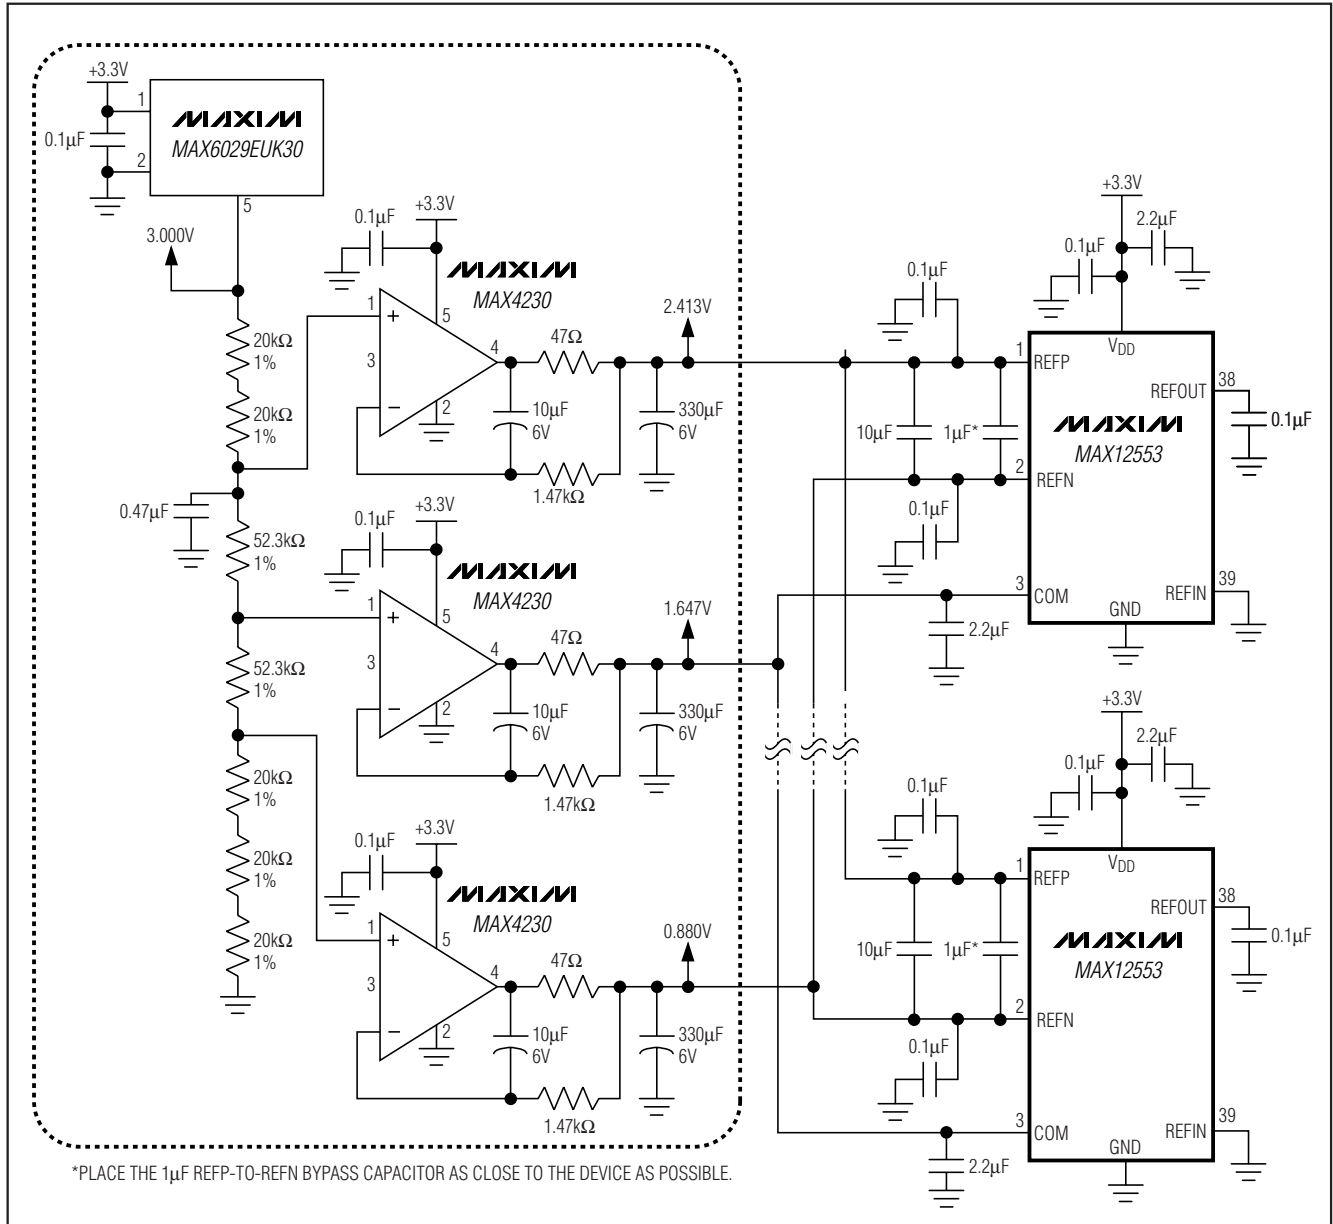 +3.3V
1
MAXIM
MAX6029EUK30
0.1µF
2
5
3.000V
20kΩ
1%
20kΩ
1%
0.47µF
52.3kΩ
1%
52.3kΩ
1%
20kΩ
1%
20kΩ
1%
20kΩ
1%
0.1µF
+3.3V
MAXIM
MAX4230
1
+
5
3
4
−
2
47Ω
10µF
6V
1.47kΩ
2.413V
330µF
6V
0.1µF
+3.3V
MAXIM
MAX4230
1
+
5
3
4
−
2
47Ω
10µF
6V
1.47kΩ
1.647V
330µF
6V
0.1µF
+3.3V
MAXIM
MAX4230
1
+
5
3
4
−
2
47Ω
10µF
6V
1.47kΩ
0.880V
330µF
6V
+3.3V
2.2µF
0.1µF
0.1µF
1
REFP
VDD
REFOUT
38
0.1µF
10µF
1µF*
MAXIM
MAX12553
2
REFN
0.1µF
3
COM
2.2µF
GND
REFIN
39
+3.3V
2.2µF
0.1µF
0.1µF
1
REFP
VDD
REFOUT
38
0.1µF
10µF
1µF*
MAXIM
MAX12553
2
REFN
0.1µF
3
COM
2.2µF
GND
REFIN
39
*PLACE THE 1µF REFP-TO-REFN BYPASS CAPACITOR AS CLOSE TO THE DEVICE AS POSSIBLE.